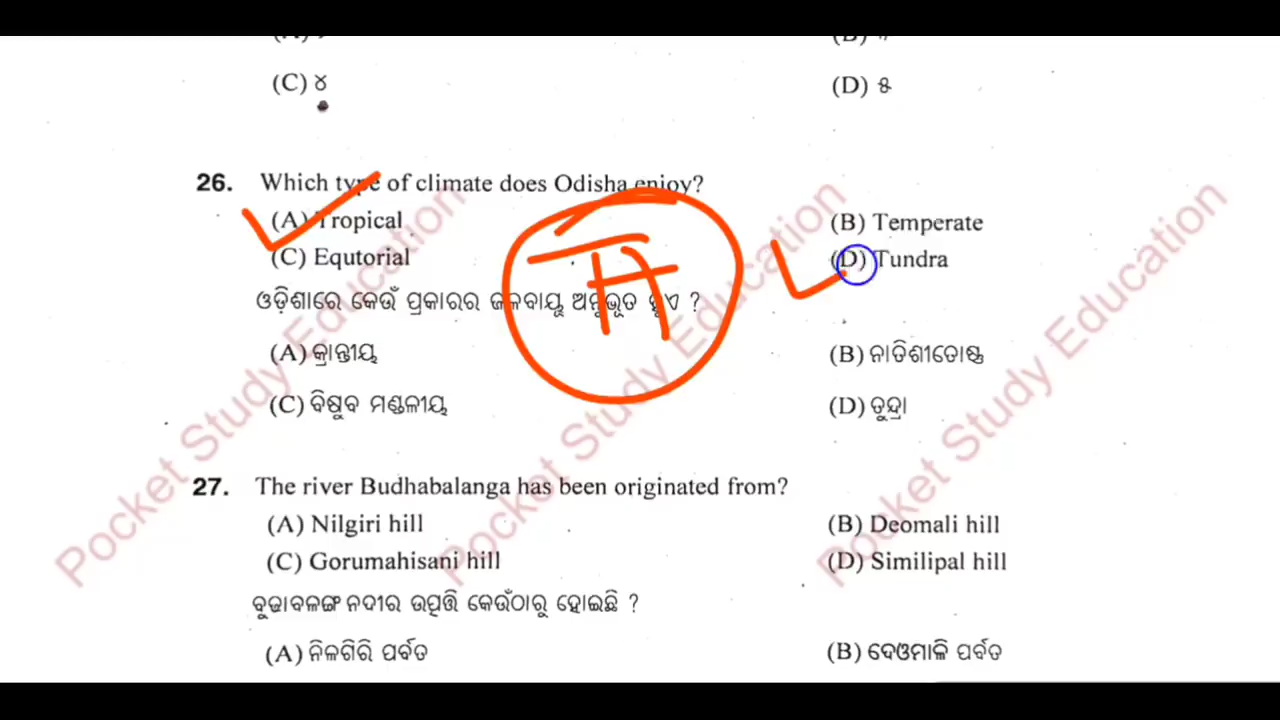 (C) ୪
(D) ୫
26. Which type of climate does Odisha enjoy?
(A) Tropical
(B) Temperate
(C) Equtorial
(D) Tundra
ଓଡ଼ିଶାରେ କେଉଁ ପ୍ରକାରର ଜଳବାୟୁ ଅନୁଭୂତ ହୁଏ ?
(A) କ୍ରାନ୍ତୀୟ
(B) ନାତିଶୀତୋଷ୍ଣ
(C) ବିଷୁବ ମଣ୍ଡଳୀୟ
(D) ତୁନ୍ଦ୍ରା
27. The river Budhabalanga has been originated from?
(A) Nilgiri hill
(B) Deomali hill
(C) Gorumahisani hill
(D) Similipal hill
ବୁଢାବଳଙ୍ଗ ନଦୀର ଉତ୍ପତ୍ତି କେଉଁଠାରୁ ହୋଇଛି ?
(A) ନିଳଗିରି ପର୍ବତ
(B) ଦେଓମାଳି ପର୍ବତ
Pocket Study Education
Pocket Study Education
Pocket Study Education